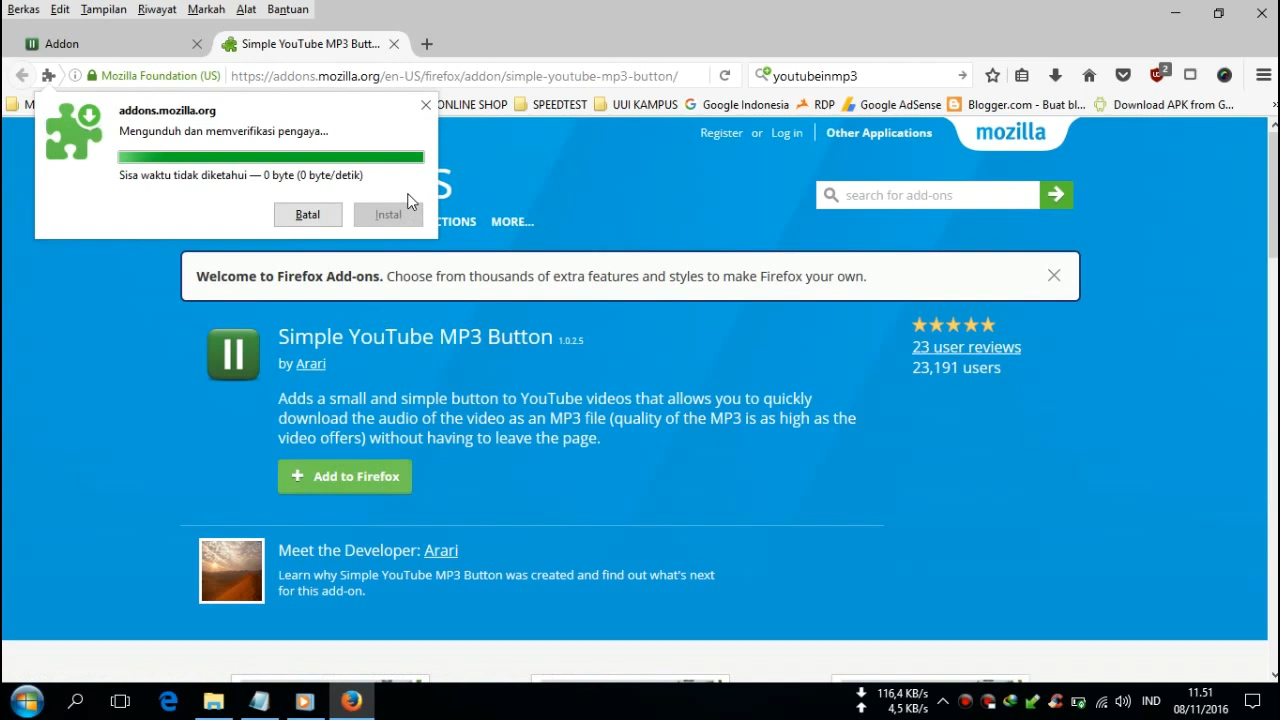 Berkas Edit Tampilan Riwayat Markah Alat Bantuan
Addon
Simple YouTube MP3 Butt...
Mozilla Foundation (US)
https://addons.mozilla.org/en-US/firefox/addon/simple-youtube-mp3-button/
youtubeinmp3
2
M
ONLINE SHOP SPEEDTEST UUI KAMPUS Google Indonesia RDP Google AdSense Blogger.com - Buat bl... Download APK from G...
addons.mozilla.org
Mengunduh dan memverifikasi pengaya...
Sisa waktu tidak diketahui — 0 byte (0 byte/detik)
Batal
Instal
Register or Log in
Other Applications
mozilla
S
CTIONS MORE...
search for add-ons
Welcome to Firefox Add-ons. Choose from thousands of extra features and styles to make Firefox your own.
Simple YouTube MP3 Button 1.0.2.5
by Arari
Adds a small and simple button to YouTube videos that allows you to quickly
download the audio of the video as an MP3 file (quality of the MP3 is as high as the
video offers) without having to leave the page.
Add to Firefox
23 user reviews
23,191 users
Meet the Developer: Arari
Learn why Simple YouTube MP3 Button was created and find out what's next
for this add-on.
116,4 KB/s
4,5 KB/s
IND
11.51
08/11/2016